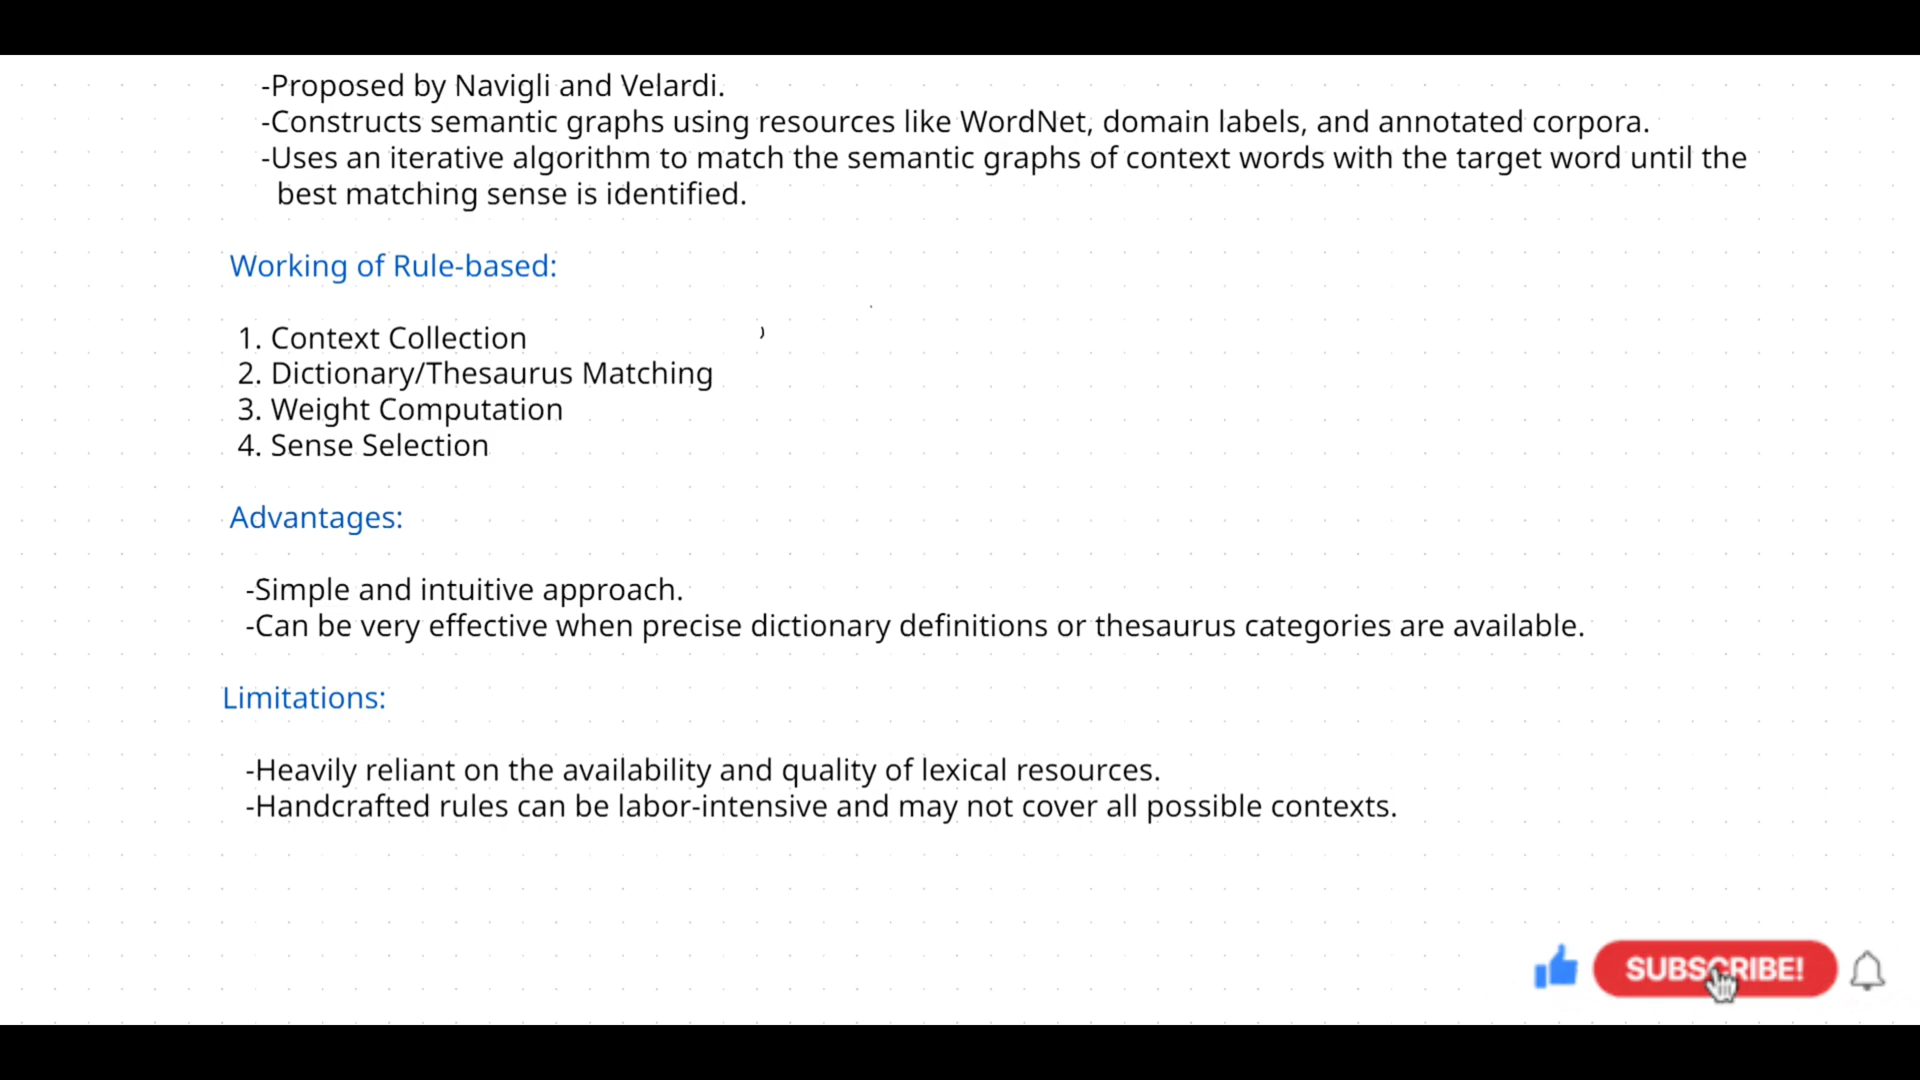 -Proposed by Navigli and Velardi.
-Constructs semantic graphs using resources like WordNet, domain labels, and annotated corpora.
-Uses an iterative algorithm to match the semantic graphs of context words with the target word until the
best matching sense is identified.
Working of Rule-based:
1. Context Collection
2. Dictionary/Thesaurus Matching
3. Weight Computation
4. Sense Selection
Advantages:
-Simple and intuitive approach.
-Can be very effective when precise dictionary definitions or thesaurus categories are available.
Limitations:
-Heavily reliant on the availability and quality of lexical resources.
-Handcrafted rules can be labor-intensive and may not cover all possible contexts.
SUBSCRIBE!